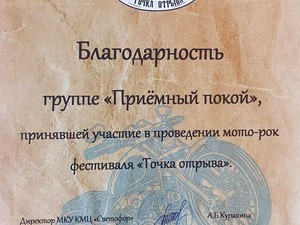 ТОЧКА ОТРЫВА
Благодарность
группе «Приёмный покой»,
принявшей участие в проведении мото-рок
фестиваля «Точка отрыва».
Директор МКУ КМЦ «Светофор»
А.Б.Куракина